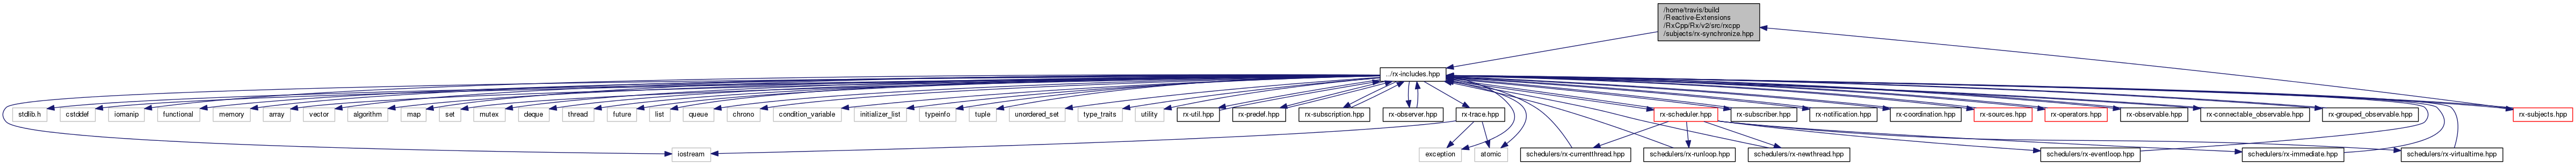 /home/travis/build
/Reactive-Extensions
/RxCpp/Rx/v2/src/rxcpp
/subjects/rx-synchronize.hpp
../rx-includes.hpp
stdlib.h
cstddef
iomanip
functional
memory
array
vector
algorithm
map
set
mutex
deque
thread
future
list
queue
chrono
condition_variable
initializer_list
typeinfo
tuple
unordered_set
type_traits
utility
rx-util.hpp
rx-predef.hpp
rx-subscription.hpp
rx-observer.hpp
rx-trace.hpp
rx-scheduler.hpp
rx-subscriber.hpp
rx-notification.hpp
rx-coordination.hpp
rx-sources.hpp
rx-operators.hpp
rx-observable.hpp
rx-connectable_observable.hpp
rx-grouped_observable.hpp
rx-subjects.hpp
iostream
exception
atomic
schedulers/rx-currentthread.hpp
schedulers/rx-runloop.hpp
schedulers/rx-newthread.hpp
schedulers/rx-eventloop.hpp
schedulers/rx-immediate.hpp
schedulers/rx-virtualtime.hpp